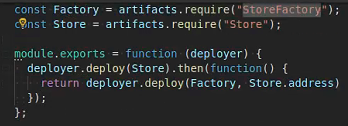 const Factory = artifacts.require("StoreFactory");
const Store = artifacts.require("Store");
module.exports = function (deployer) {
deployer.deploy(Store).then(function() {
return deployer.deploy(Factory, Store.address)
});
};